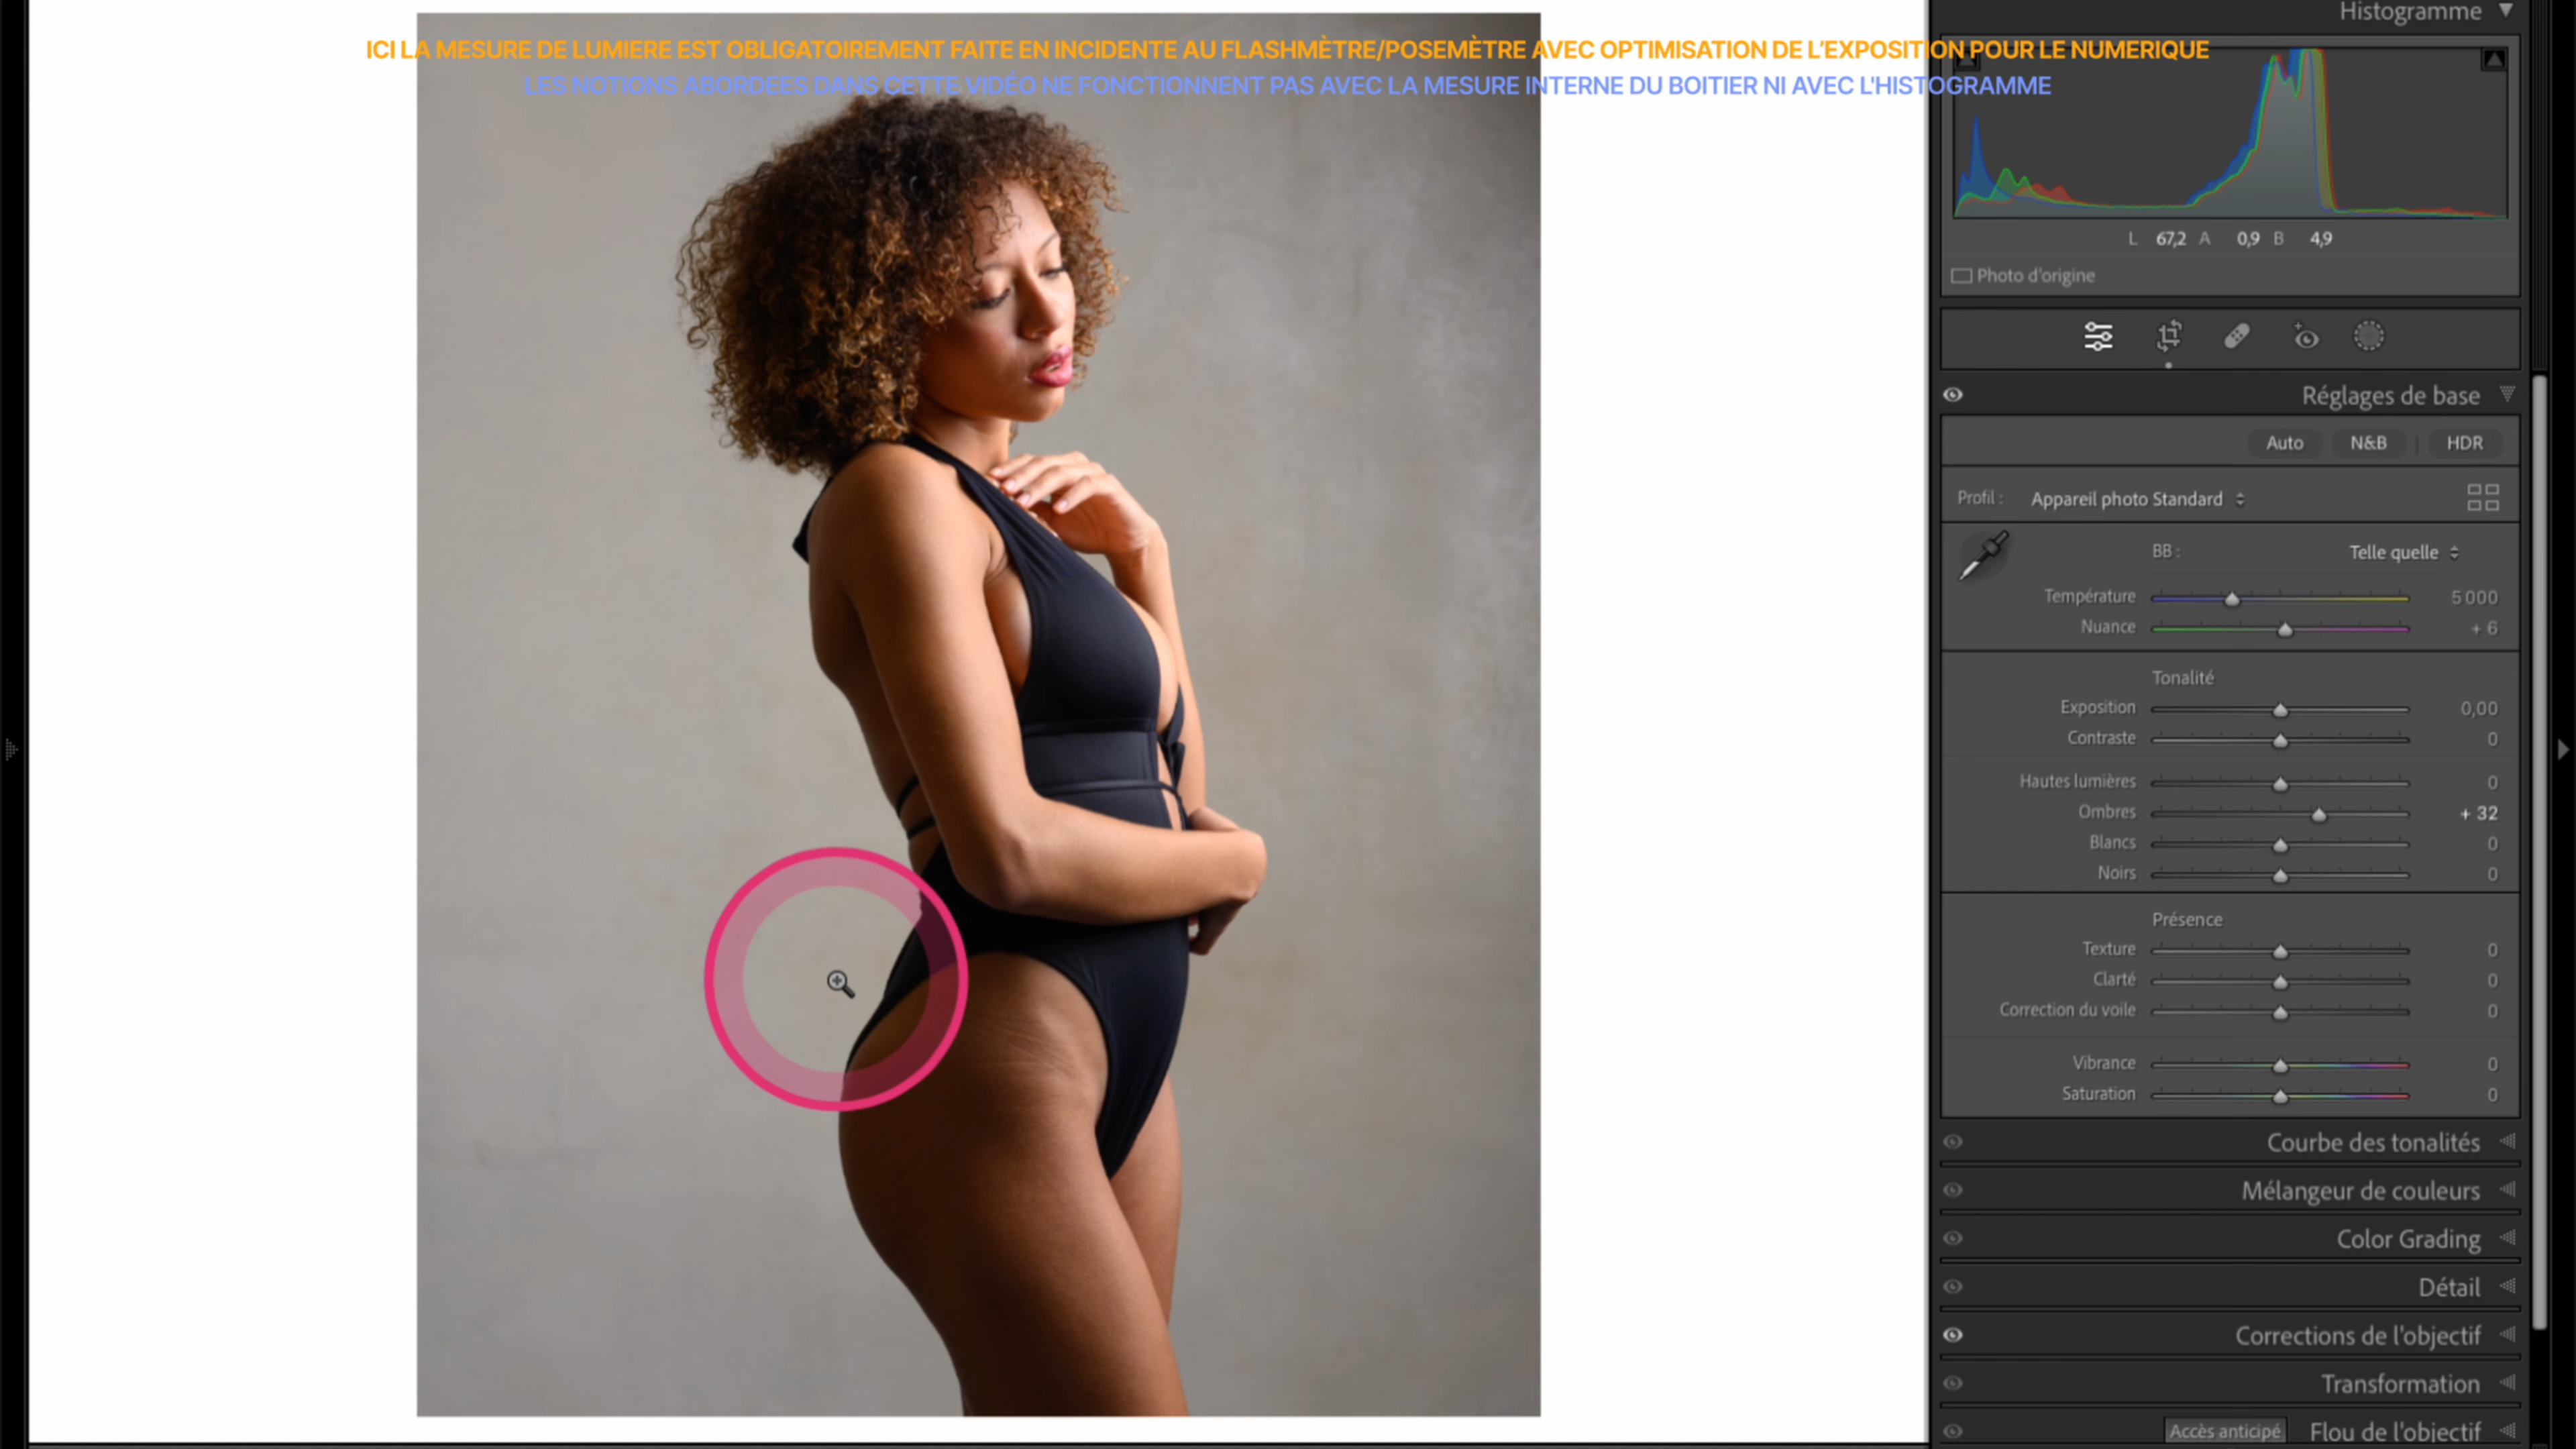 Histogramme
ICI LA MESURE DE LUMIERE EST OBLIGATOIREMENT FAITE EN INCIDENTE AU FLASHMÈTRE/POSEMÈTRE AVEC OPTIMISATION DE L'EXPOSITION POUR LE NUMERIQUE
LES NOTIONS ABORDEES DANS CETTE VIDÉO NE FONCTIONNENT PAS AVEC LA MESURE INTERNE DU BOITIER NI AVEC L'HISTOGRAMME
L 67,2 A 0,9 B 4,9
Photo d'origine
Réglages de base
Auto N&B HDR
Profil : Appareil photo Standard
BB : Telle quelle
Température 5 000
Nuance + 6
Tonalité
Exposition 0,00
Contraste 0
Hautes lumières 0
Ombres + 32
Blancs 0
Noirs 0
Présence
Texture 0
Clarté 0
Correction du voile 0
Vibrance 0
Saturation 0
Courbe des tonalités
Mélangeur de couleurs
Color Grading
Détail
Corrections de l'objectif
Transformation
Accès anticipé Flou de l'objectif